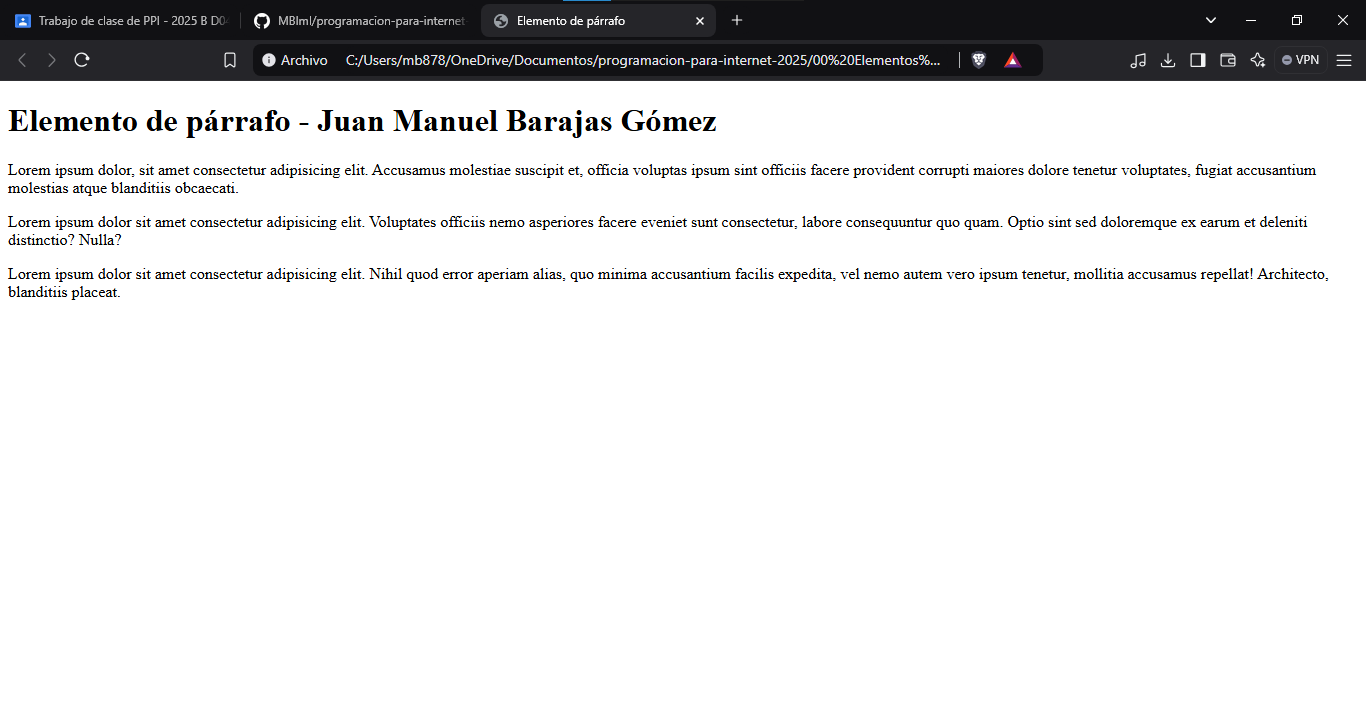 Trabajo de clase de PPI - 2025 B D04
MBlml/programacion-para-internet-
Elemento de párrafo
Archivo C:/Users/mb878/OneDrive/Documentos/programacion-para-internet-2025/00%20Elementos%...
VPN
Elemento de párrafo - Juan Manuel Barajas Gómez
Lorem ipsum dolor, sit amet consectetur adipisicing elit. Accusamus molestiae suscipit et, officia voluptas ipsum sint officiis facere provident corrupti maiores dolore tenetur voluptates, fugiat accusantium
molestias atque blanditiis obcaecati.
Lorem ipsum dolor sit amet consectetur adipisicing elit. Voluptates officiis nemo asperiores facere eveniet sunt consectetur, labore consequuntur quo quam. Optio sint sed doloremque ex earum et deleniti
distinctio? Nulla?
Lorem ipsum dolor sit amet consectetur adipisicing elit. Nihil quod error aperiam alias, quo minima accusantium facilis expedita, vel nemo autem vero ipsum tenetur, mollitia accusamus repellat! Architecto,
blanditiis placeat.